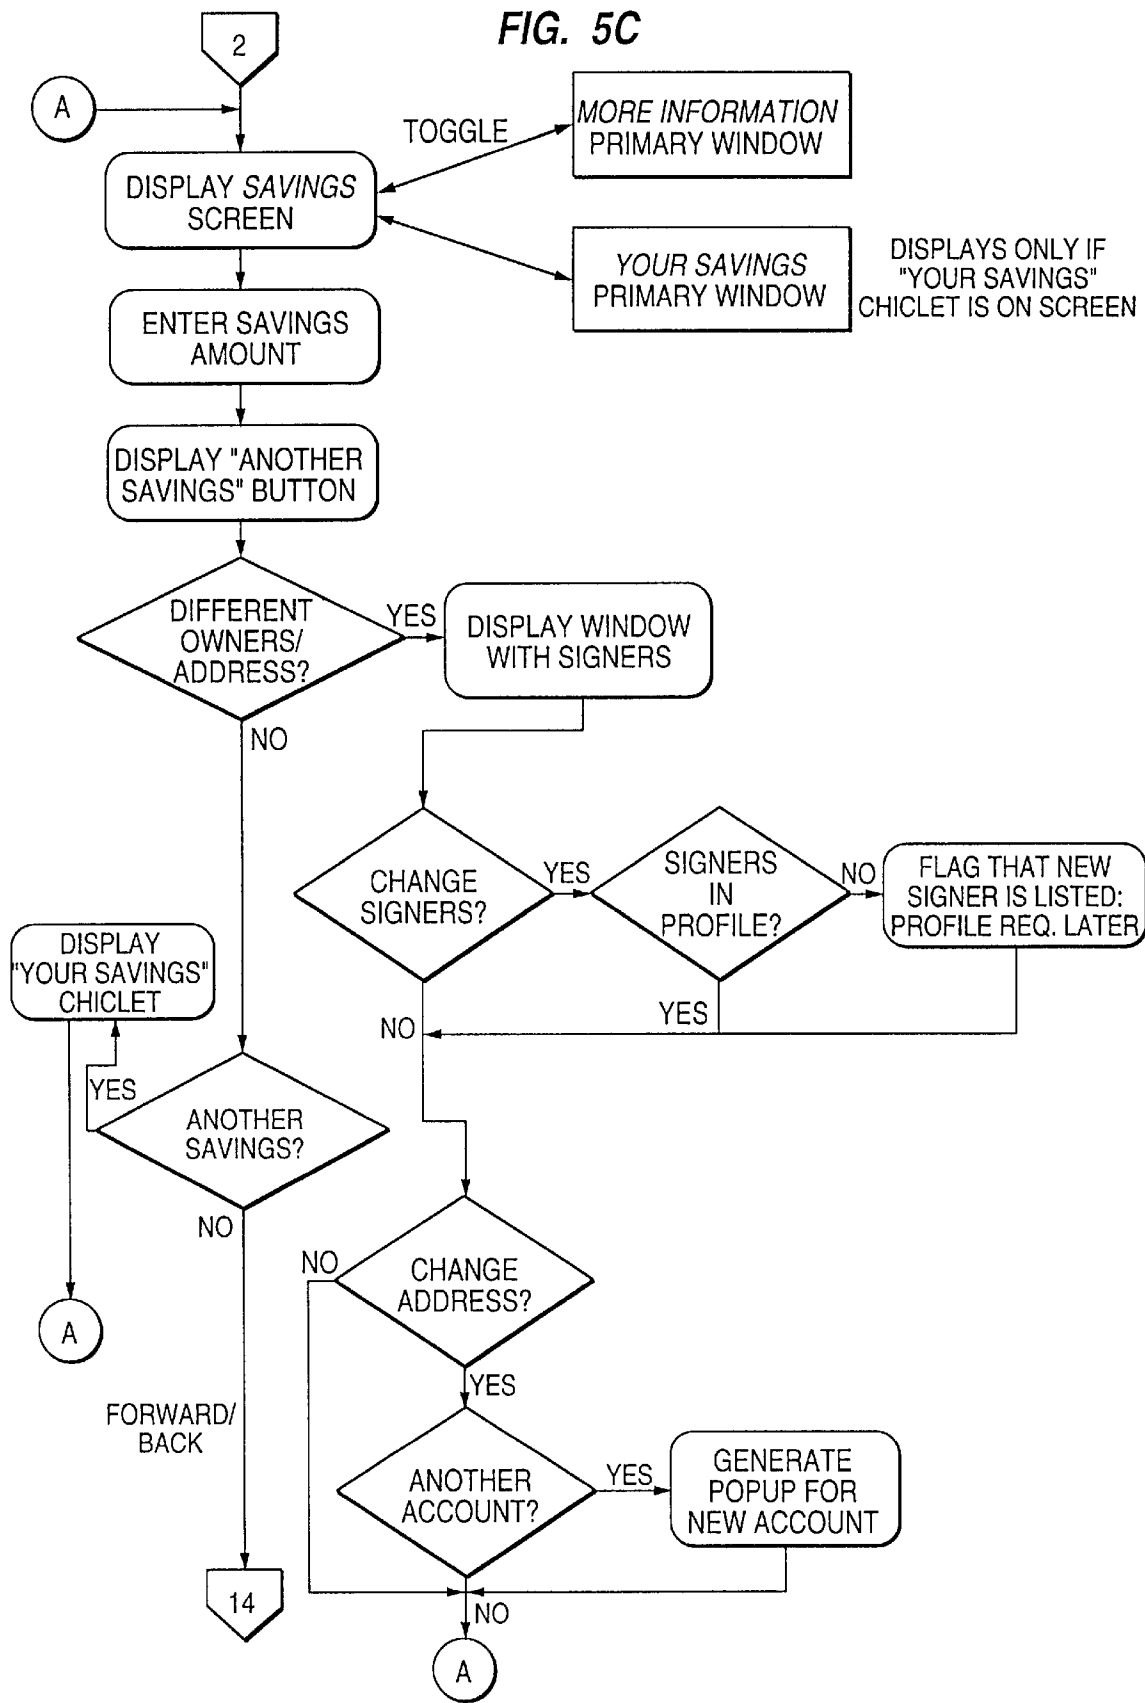 FIG. 5C
2
A
TOGGLE
MORE INFORMATION
PRIMARY WINDOW
DISPLAY SAVINGS
SCREEN
YOUR SAVINGS
PRIMARY WINDOW
DISPLAYS ONLY IF
"YOUR SAVINGS"
CHICLET IS ON SCREEN
ENTER SAVINGS
AMOUNT
DISPLAY "ANOTHER
SAVINGS" BUTTON
DIFFERENT
OWNERS/
ADDRESS?
YES
DISPLAY WINDOW
WITH SIGNERS
NO
CHANGE
SIGNERS?
YES
SIGNERS
IN
PROFILE?
NO
FLAG THAT NEW
SIGNER IS LISTED:
PROFILE REQ. LATER
DISPLAY
"YOUR SAVINGS"
CHICLET
NO
YES
YES
ANOTHER
SAVINGS?
NO
NO
CHANGE
ADDRESS?
A
YES
FORWARD/
BACK
ANOTHER
ACCOUNT?
YES
GENERATE
POPUP FOR
NEW ACCOUNT
14
NO
A